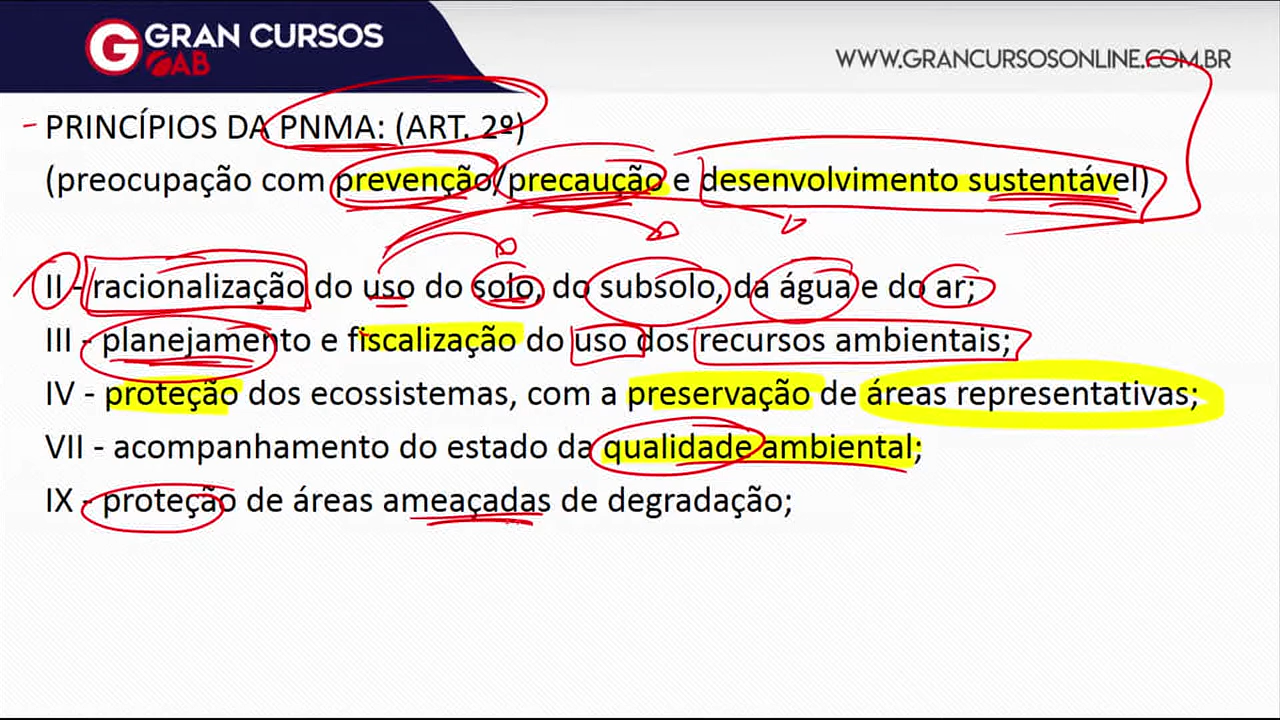 GRAN CURSOS
OAB
WWW.GRANCURSOSONLINE.COM.BR
PRINCÍPIOS DA PNMA: (ART. 2º)
(preocupação com prevenção/precaução e desenvolvimento sustentável)
II - racionalização do uso do solo, do subsolo, da água e do ar;
III - planejamento e fiscalização do uso dos recursos ambientais;
IV - proteção dos ecossistemas, com a preservação de áreas representativas;
VII - acompanhamento do estado da qualidade ambiental;
IX - proteção de áreas ameaçadas de degradação;